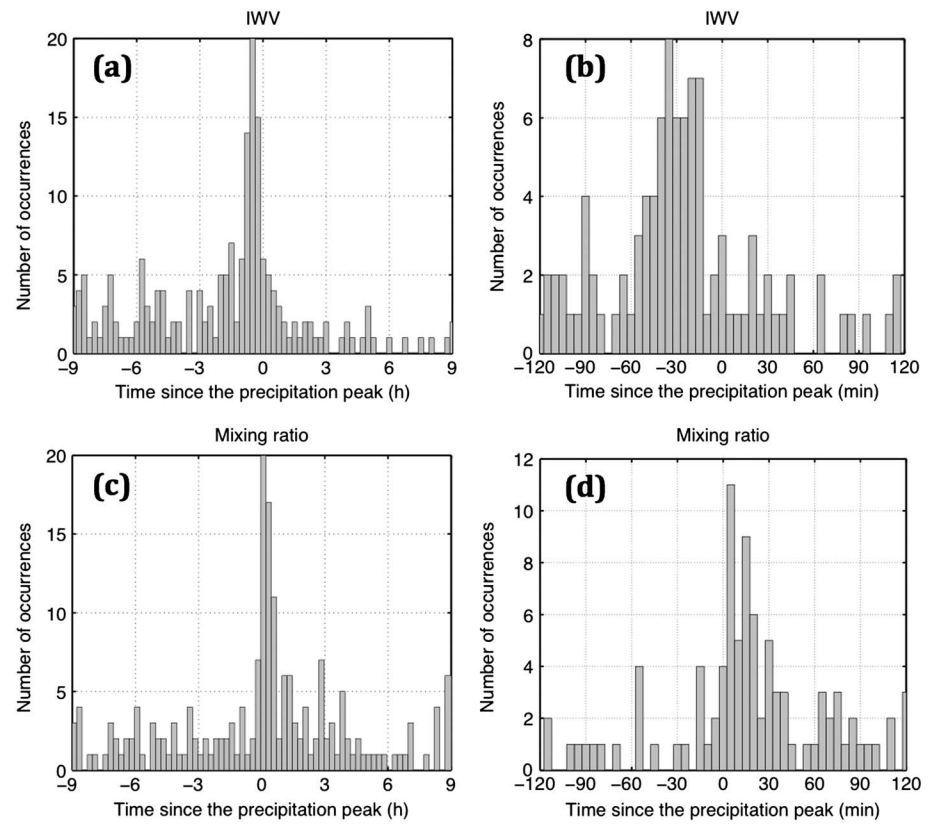 IWV
(a)
20
15
10
5
0
Number of occurrences
−9 −6 −3 0 3 6 9
Time since the precipitation peak (h)
IWV
(b)
8
6
4
2
0
Number of occurrences
−120 −90 −60 −30 0 30 60 90 120
Time since the precipitation peak (min)
Mixing ratio
(c)
20
15
10
5
0
Number of occurrences
−9 −6 −3 0 3 6 9
Time since the precipitation peak (h)
Mixing ratio
(d)
12
10
8
6
4
2
0
Number of occurrences
−120 −90 −60 −30 0 30 60 90 120
Time since the precipitation peak (min)